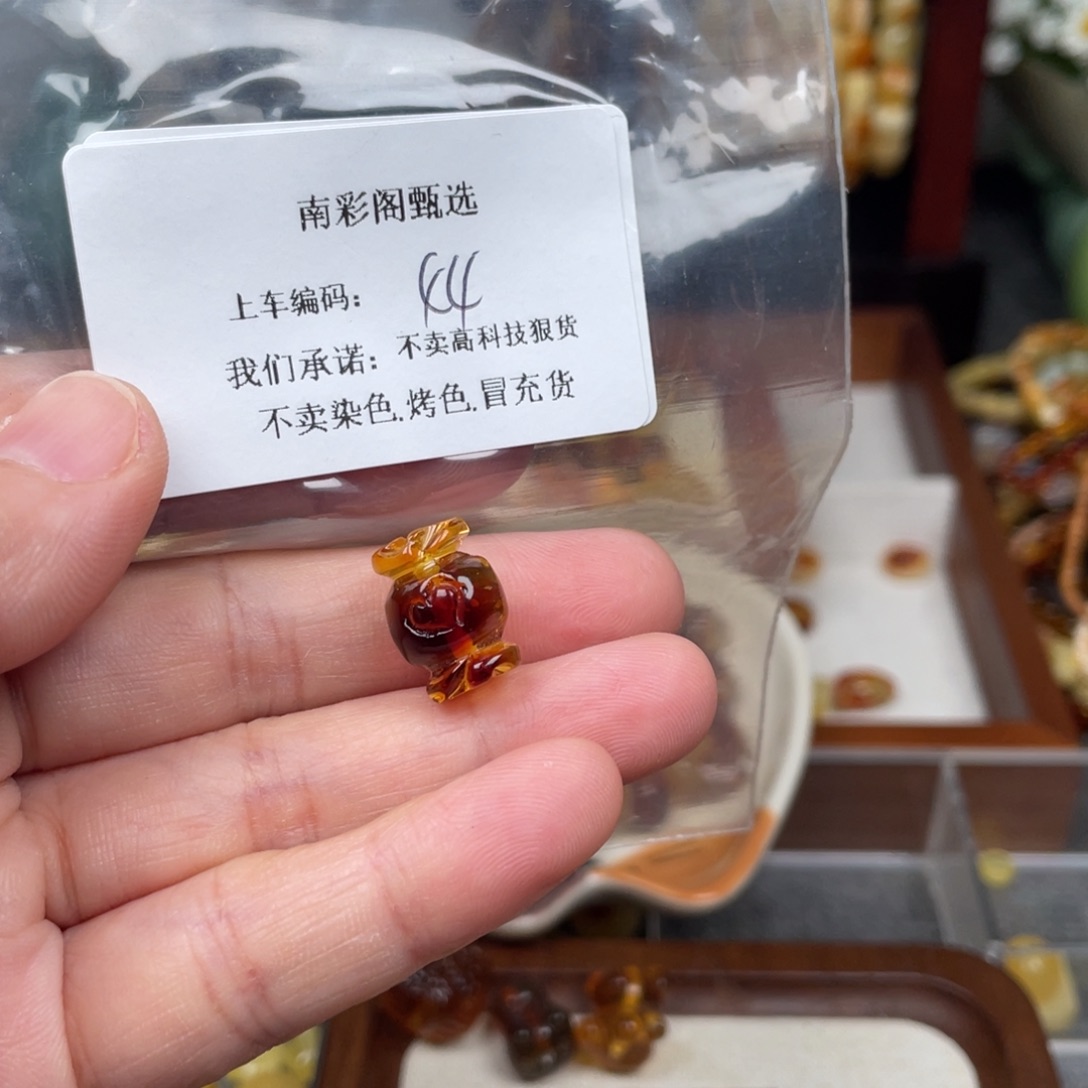 南彩阁甄选
上车编码: 44
我们承诺: 不卖高科技狠货
不卖染色.烤色.冒充货